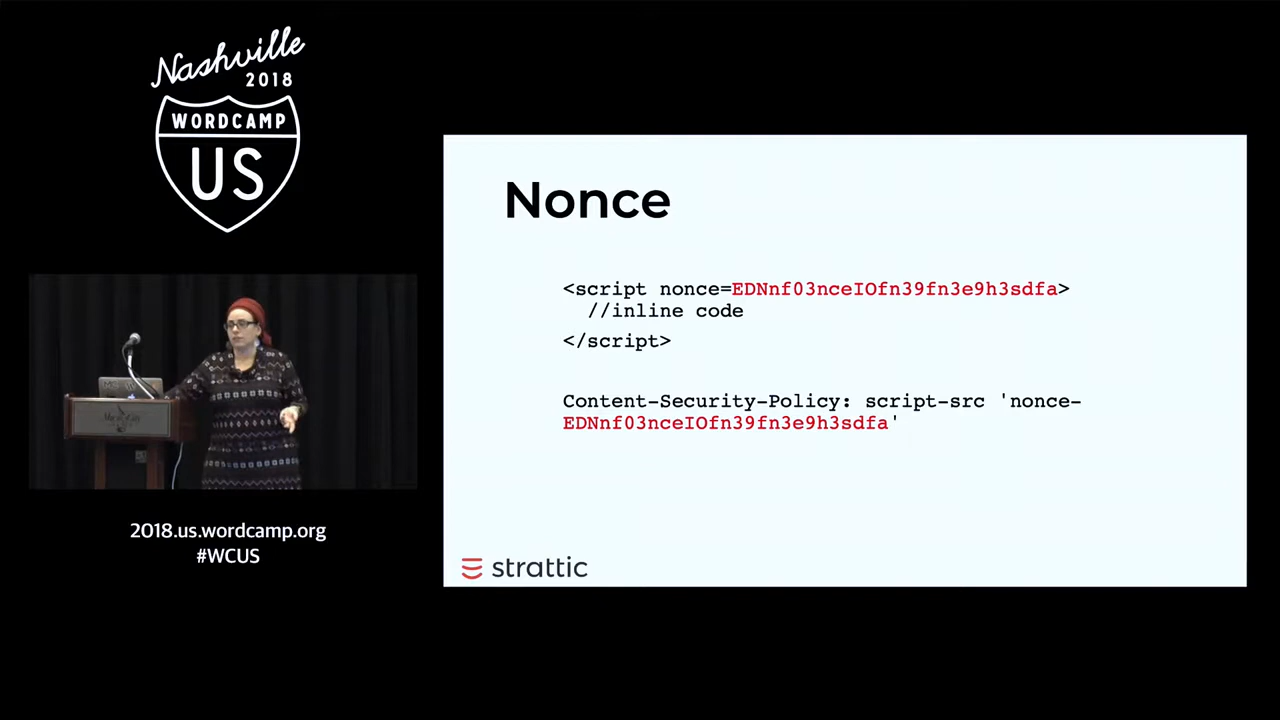 Nashville
2018
WORDCAMP
US
2018.us.wordcamp.org
#WCUS
Nonce
<script nonce=EDNnf03nceIOfn39fn3e9h3sdfa>
//inline code
</script>
Content-Security-Policy: script-src 'nonce-
EDNnf03nceIOfn39fn3e9h3sdfa'
strattic